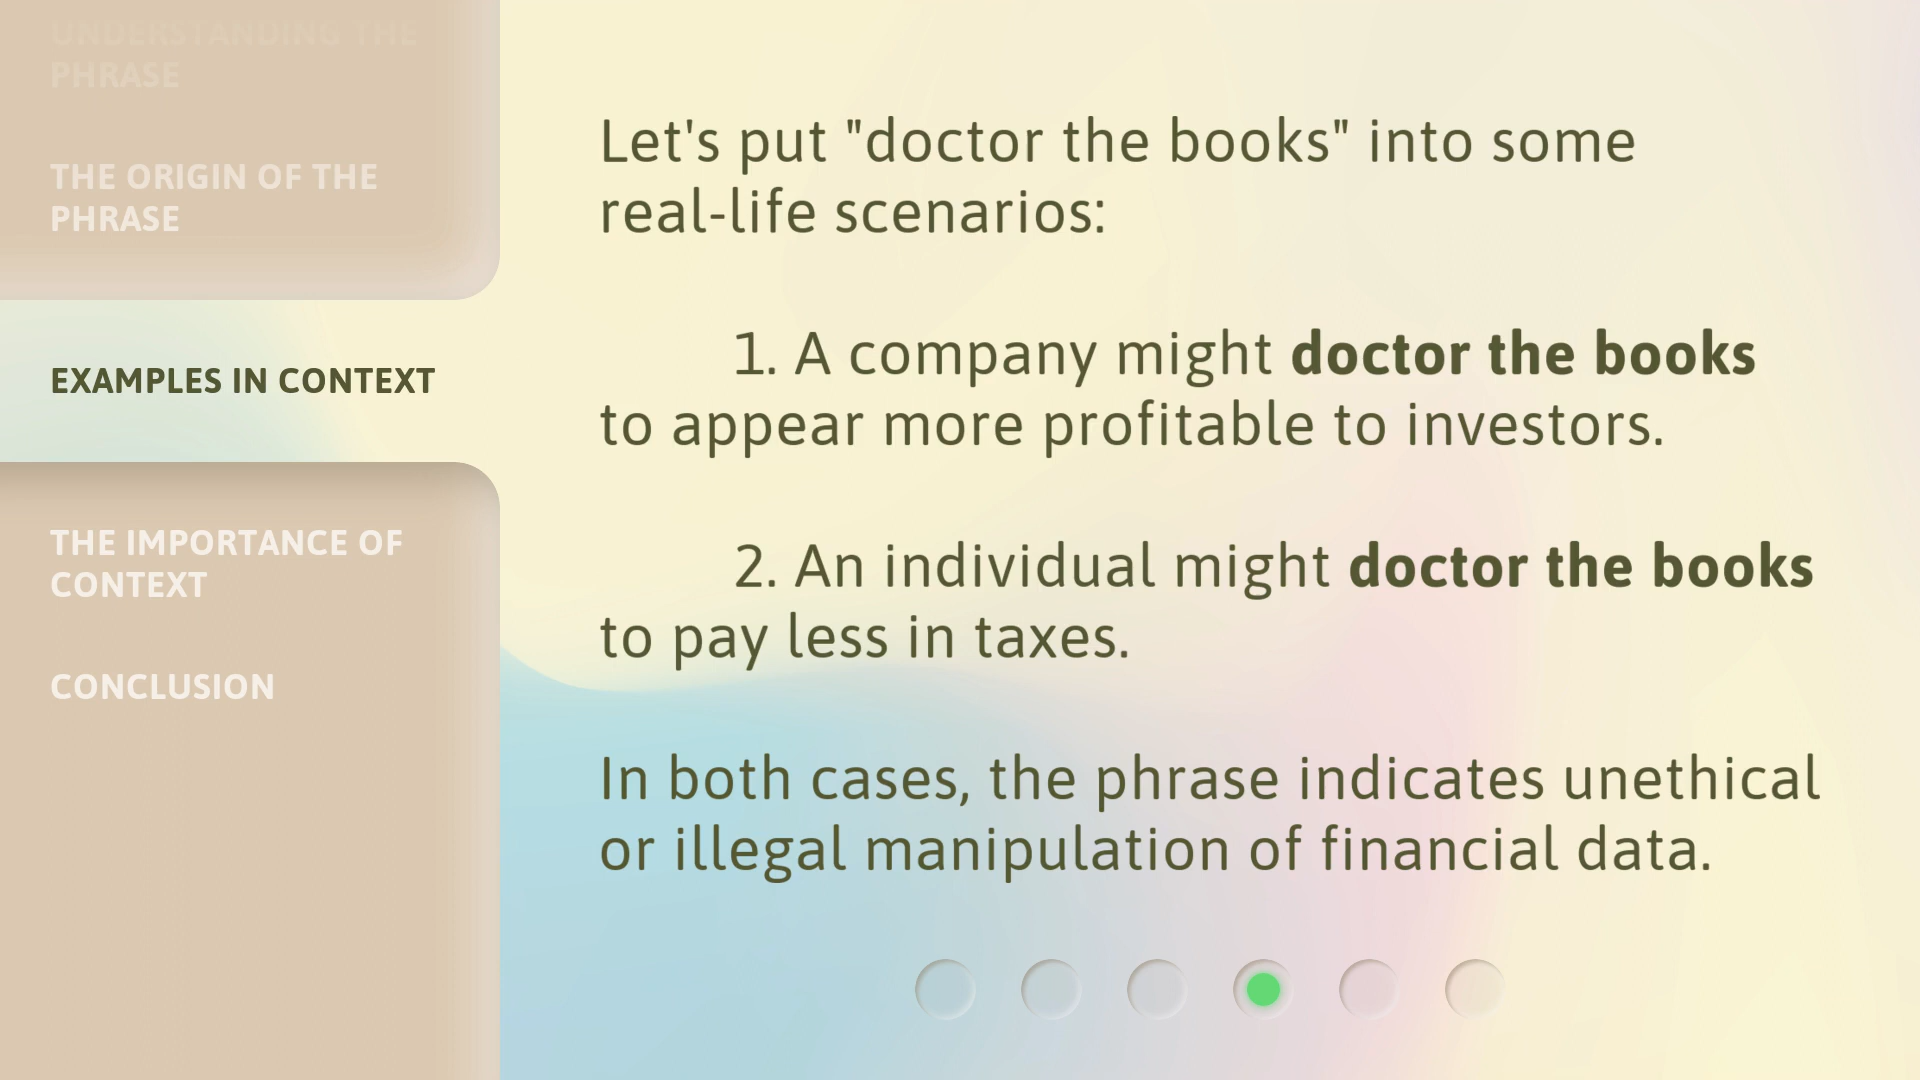 UNDERSTANDING THE
PHRASE
THE ORIGIN OF THE
PHRASE
EXAMPLES IN CONTEXT
THE IMPORTANCE OF
CONTEXT
CONCLUSION
Let's put "doctor the books" into some
real-life scenarios:
1. A company might doctor the books
to appear more profitable to investors.
2. An individual might doctor the books
to pay less in taxes.
In both cases, the phrase indicates unethical
or illegal manipulation of financial data.